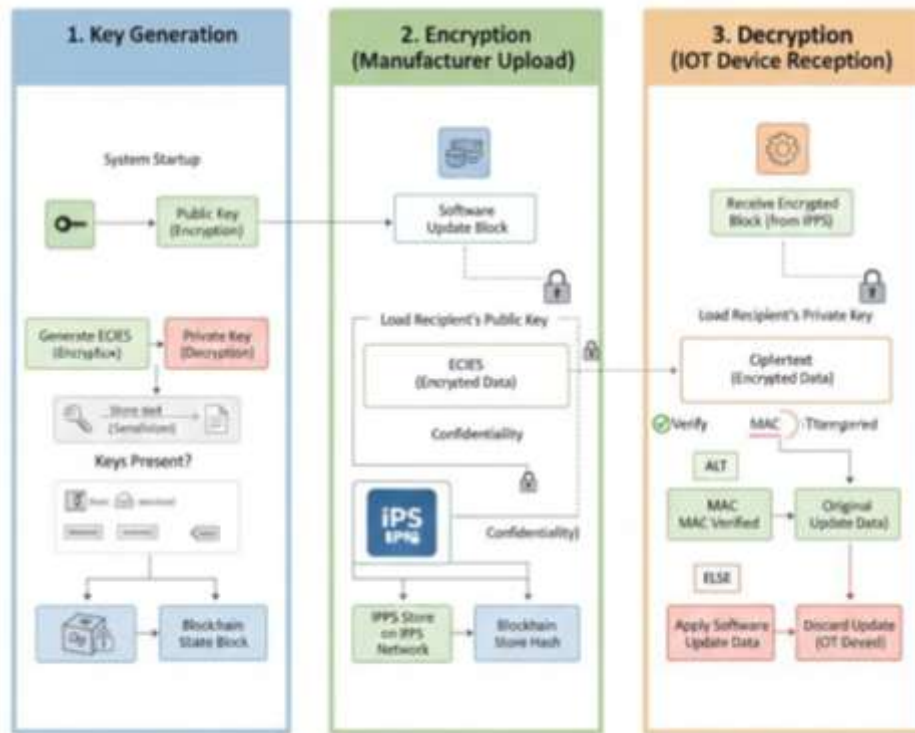 1. Key Generation
System Startup
Public Key
(Encryption)
Generate ECIES
Private Key
(Decryption)
Store
Keys Present?
Blockchain
State Block
2. Encryption
(Manufacturer Upload)
Software
Update Block
Load Recipient's Public Key
ECIES
(Encrypted Data)
Confidentiality
iPS
Confidentiality)
IPPS Store
on IPPS
Network
Blockhain
Store Hash
3. Decryption
(IOT Device Reception)
Receive Encrypted
Block (from IPPS)
Load Recipient's Private Key
Ciplertext
(Encrypted Data)
Verify
MAC
ALT
MAC
MAC Verified
Original
Update Data)
ELSE
Apply Software
Update Data
Discard Update